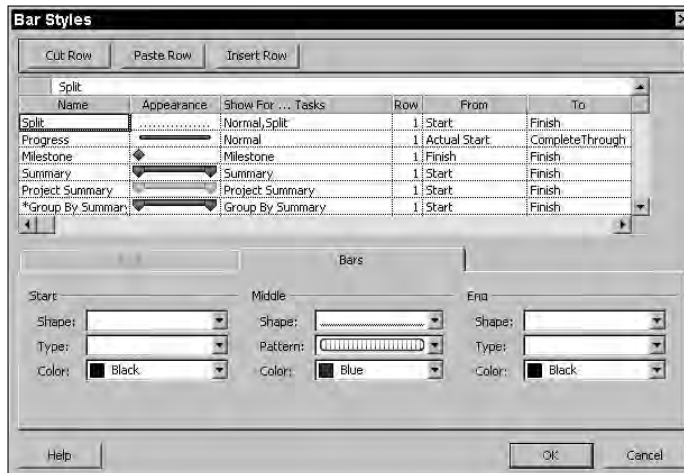 Bar Styles
Cut Row Paste Row Insert Row
Split
Name Appearance Show For ... Tasks Row From To
Split Normal,Split 1 Start Finish
Progress Normal 1 Actual Start CompleteThrough
Milestone Milestone 1 Finish Finish
Summary Summary 1 Start Finish
Project Summary Project Summary 1 Start Finish
*Group By Summary Group By Summary 1 Start Finish
Bars
Start Middle End
Shape: Shape: Shape:
Type: Pattern: Type:
Color: Black Color: Blue Color: Black
Help OK Cancel